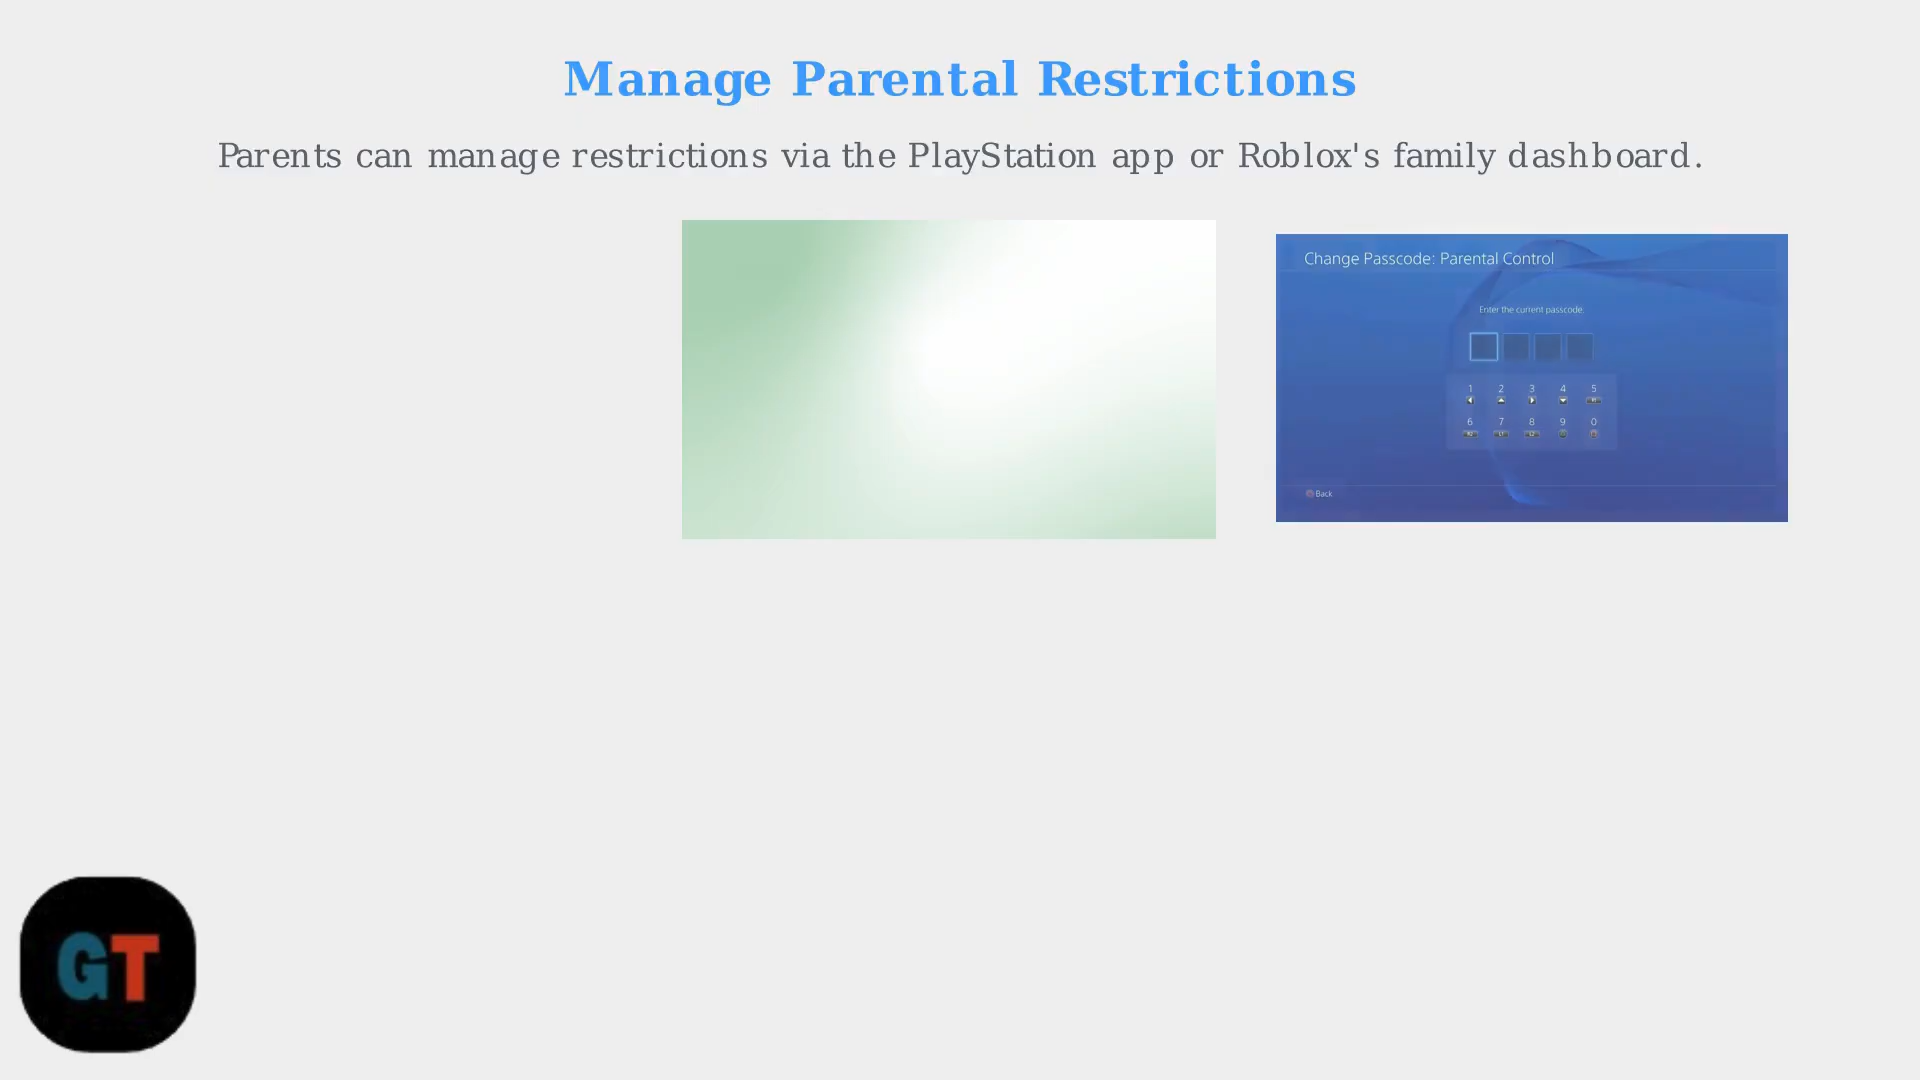 Manage Parental Restrictions
Parents can manage restrictions via the PlayStation app or Roblox's family dashboard.
Change Passcode: Parental Control
Enter the current passcode.
1 2 3 4 5
6 7 8 9 0
Back
GT